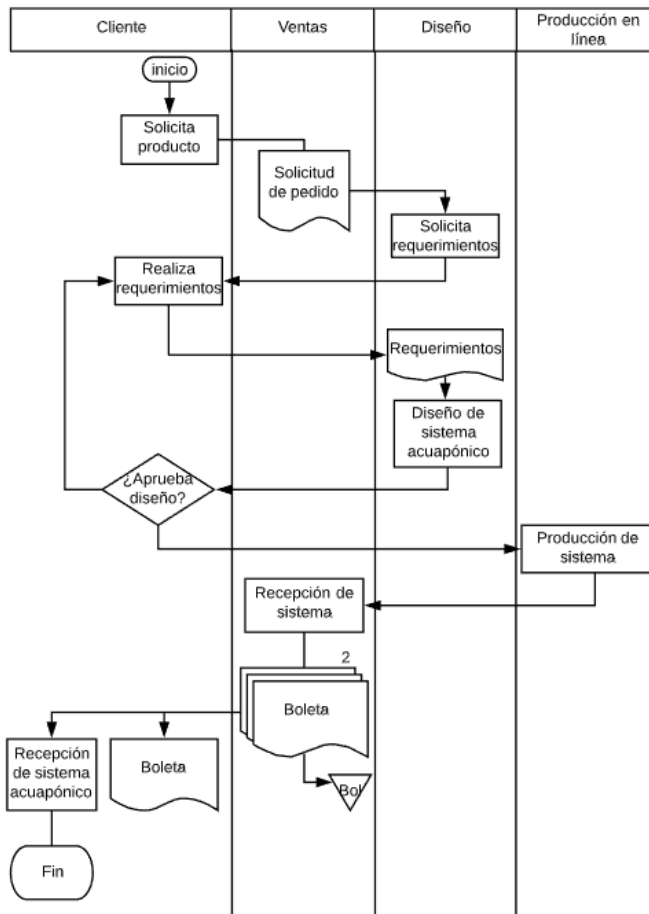 Cliente
Ventas
Diseño
Producción en
línea
inicio
Solicita
producto
Solicitud
de pedido
Solicita
requerimientos
Realiza
requerimientos
Requerimientos
Diseño de
sistema
acuapónico
¿Aprueba
diseño?
Producción de
sistema
Recepción de
sistema
2
Boleta
Recepción
de sistema
acuapónico
Boleta
Bol
Fin